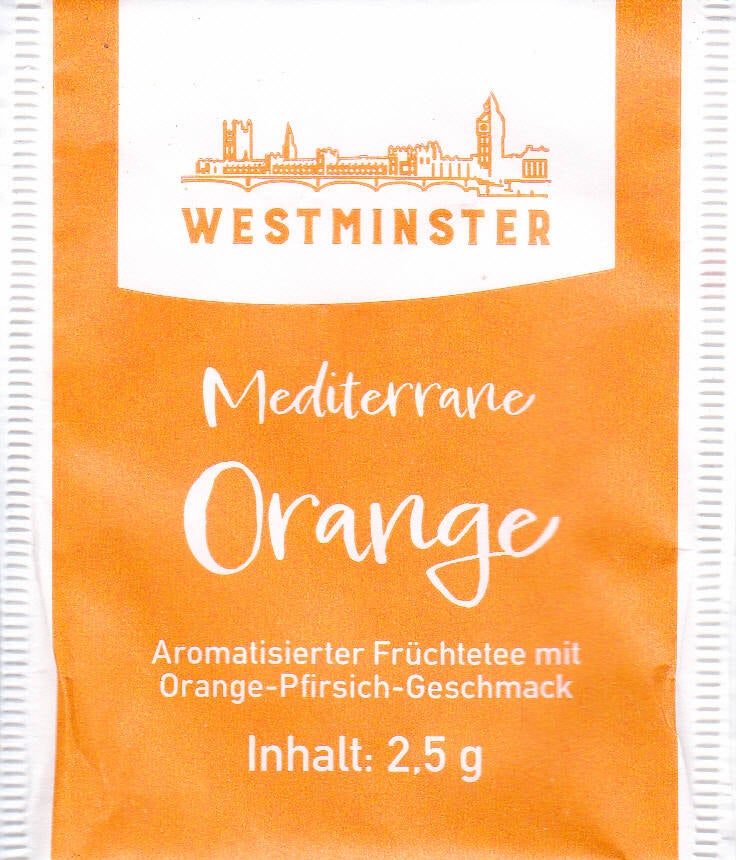 WESTMINSTER
Mediterrane
Orange
Aromatisierter Früchtetee mit
Orange-Pfirsich-Geschmack
Inhalt: 2,5 g